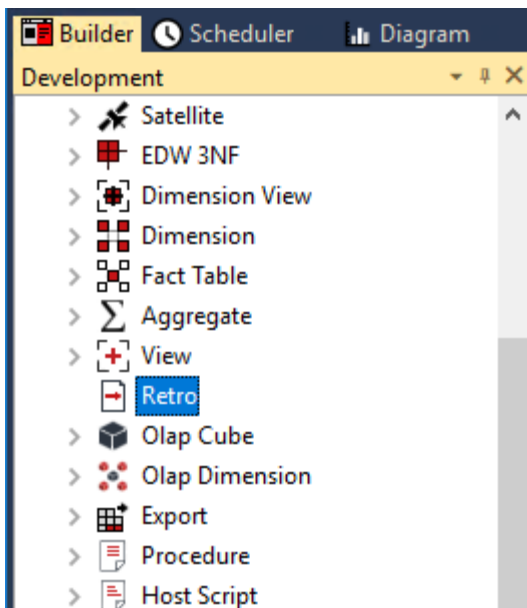 Builder Scheduler Diagram
Development
Satellite
EDW 3NF
Dimension View
Dimension
Fact Table
Aggregate
View
Retro
Olap Cube
Olap Dimension
Export
Procedure
Host Script